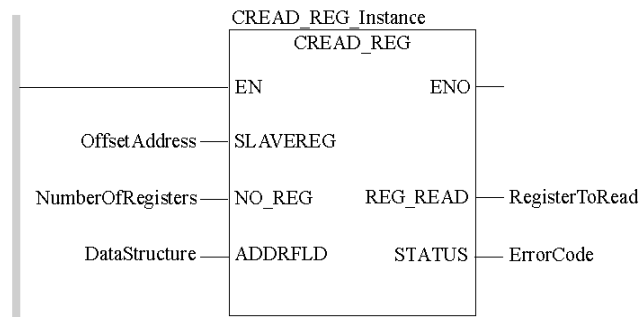 CREAD_REG_Instance
CREAD_REG
EN ENO
OffsetAddress SLAVEREG
NumberOfRegisters NO_REG REG_READ RegisterToRead
DataStructure ADDRFLD STATUS ErrorCode